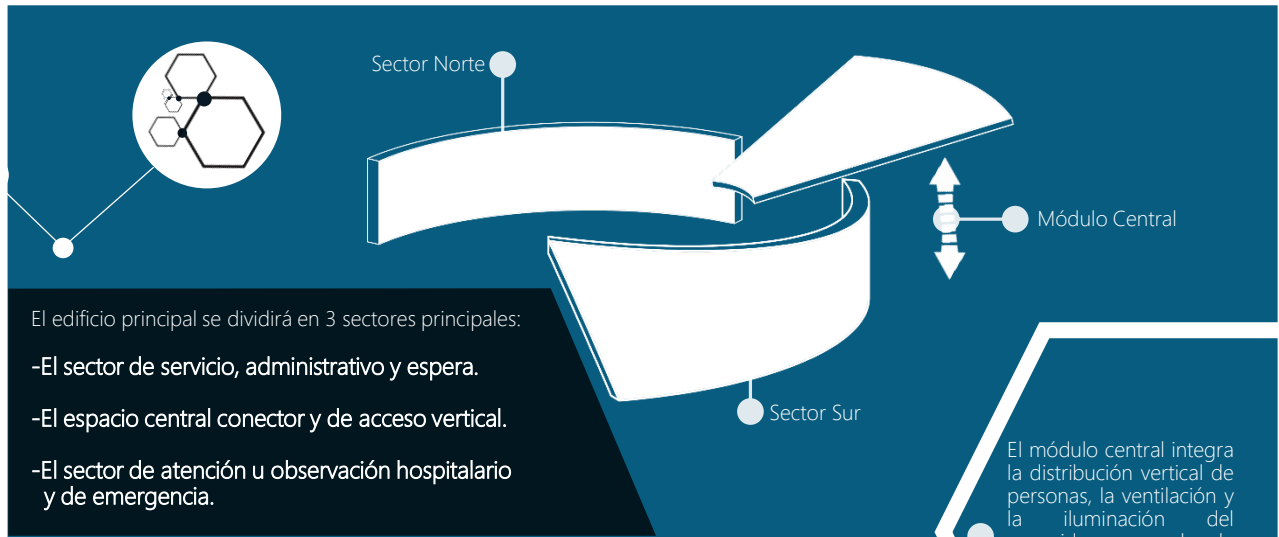 Sector Norte
Módulo Central
El edificio principal se dividirá en 3 sectores principales:
-El sector de servicio, administrativo y espera.
-El espacio central conector y de acceso vertical.
-El sector de atención u observación hospitalario
y de emergencia.
Sector Sur
El módulo central integra
la distribución vertical de
personas, la ventilación y
la iluminación del